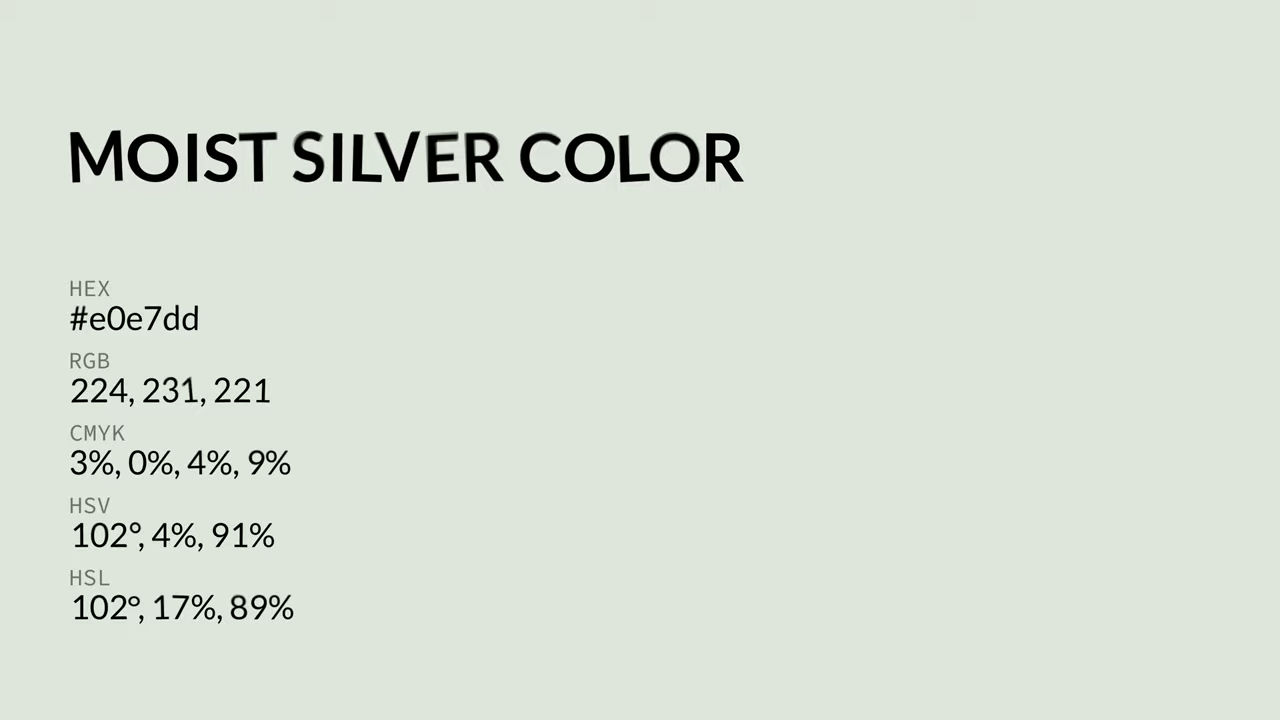 MOIST SILVER COLOR
HEX
#e0e7dd
RGB
224, 231, 221
CMYK
3%, 0%, 4%, 9%
HSV
102°, 4%, 91%
HSL
102°, 17%, 89%